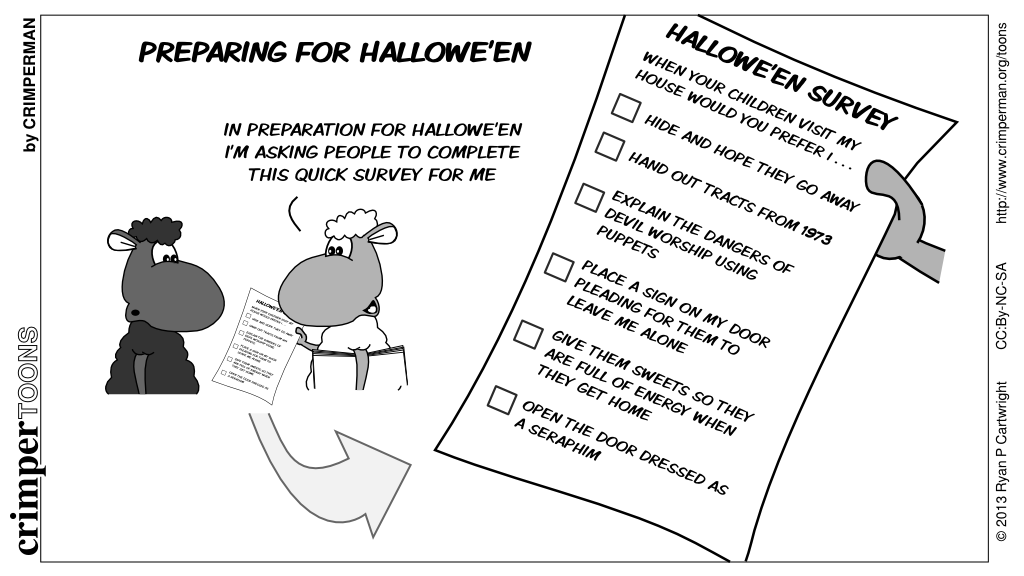 PREPARING FOR HALLOWE'EN
IN PREPARATION FOR HALLOWE'EN
I'M ASKING PEOPLE TO COMPLETE
THIS QUICK SURVEY FOR ME
HALLOWE'EN SURVEY
WHEN YOUR CHILDREN VISIT MY
HOUSE WOULD YOU PREFER I ...
HIDE AND HOPE THEY GO AWAY
HAND OUT TRACTS FROM 1973
EXPLAIN THE DANGERS OF
DEVIL WORSHIP USING
PUPPETS
PLACE A SIGN ON MY DOOR
PLEADING FOR THEM TO
LEAVE ME ALONE
GIVE THEM SWEETS SO THEY
ARE FULL OF ENERGY WHEN
THEY GET HOME
OPEN THE DOOR DRESSED AS
A SERAPHIM
crimperTOONS by CRIMPERMAN
© 2013 Ryan P Cartwright CC:By-NC-SA http://www.crimperman.org/toons